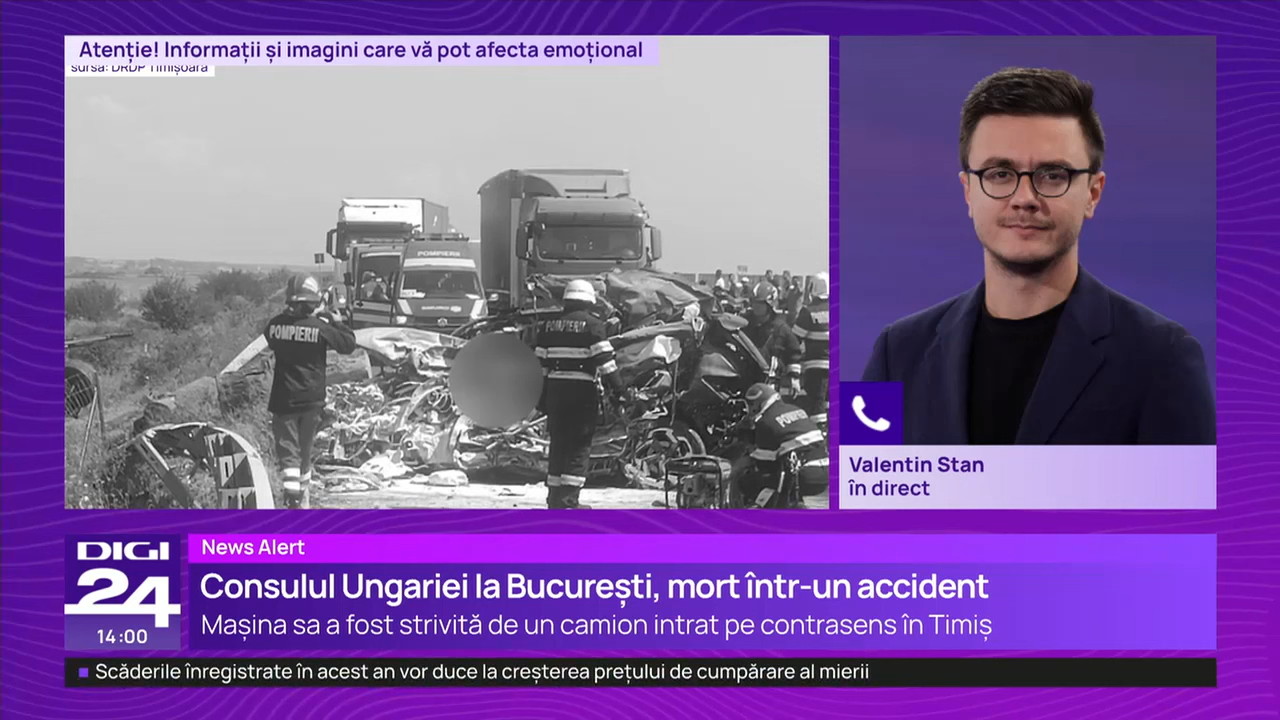 Atenție! Informații și imagini care vă pot afecta emoțional
sursa: DRDP Timișoara
POMPIERII
POMPIERII
POMPIERII
Valentin Stan
în direct
DIGI
24
14:00
News Alert
Consulul Ungariei la București, mort într-un accident
Mașina sa a fost strivită de un camion intrat pe contrasens în Timiș
Scăderile înregistrate în acest an vor duce la creșterea prețului de cumpărare al mierii